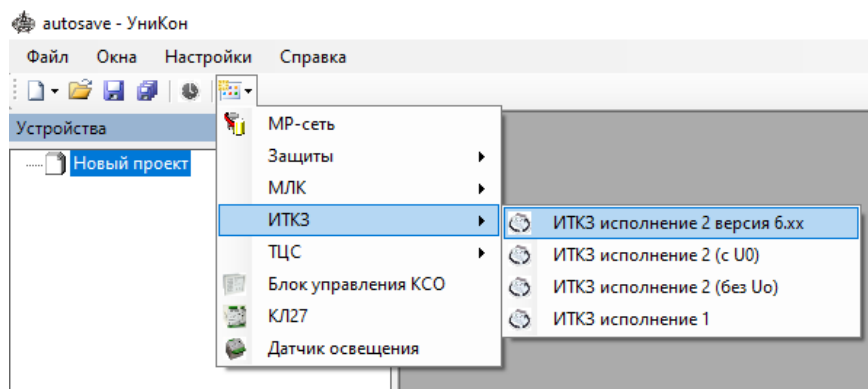 autosave - УниКон
Файл Окна Настройки Справка
Устройства
Новый проект
МР-сеть
Защиты
МЛК
ИТКЗ
ТЦС
Блок управления КСО
КЛ27
Датчик освещения
ИТКЗ исполнение 2 версия 6.xx
ИТКЗ исполнение 2 (с U0)
ИТКЗ исполнение 2 (без Uo)
ИТКЗ исполнение 1